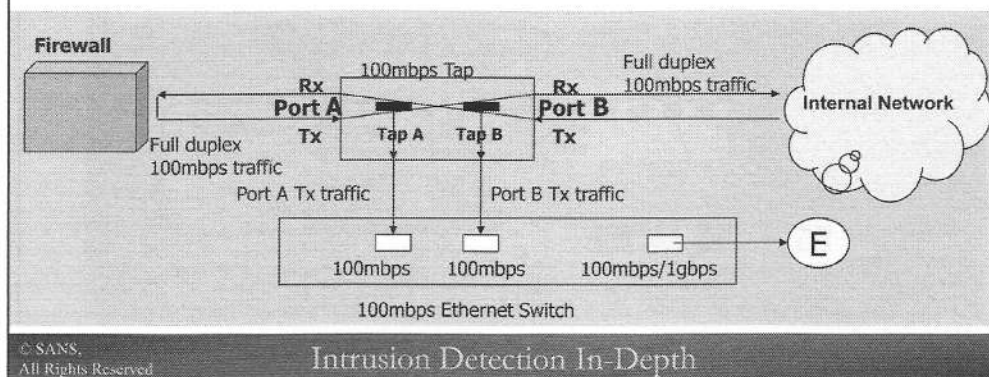 Firewall
100mbps Tap
Full duplex
100mbps traffic
Rx
Rx
Port A
Port B
Internal Network
Tx
Tap A
Tap B
Tx
Full duplex
100mbps traffic
Port A Tx traffic
Port B Tx traffic
E
100mbps
100mbps
100mbps/1gbps
100mbps Ethernet Switch
© SANS,
All Rights Reserved
Intrusion Detection In-Depth